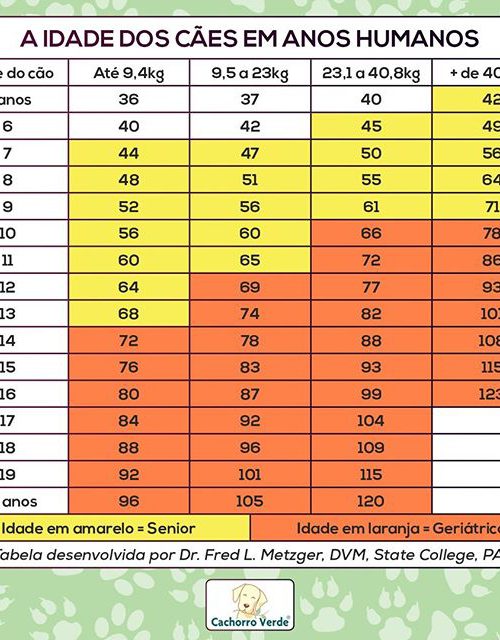 A IDADE DOS CÃES EM ANOS HUMANOS
e do cão Até 9,4kg 9,5 a 23kg 23,1 a 40,8kg + de 40
anos 36 37 40 42
6 40 42 45 49
7 44 47 50 56
8 48 51 55 64
9 52 56 61 71
10 56 60 66 78
11 60 65 72 86
12 64 69 77 93
13 68 74 82 101
14 72 78 88 108
15 76 83 93 115
16 80 87 99 123
17 84 92 104
18 88 96 109
19 92 101 115
anos 96 105 120
Idade em amarelo = Senior Idade em laranja = Geriátrico
Tabela desenvolvida por Dr. Fred L. Metzger, DVM, State College, PA
Cachorro Verde®